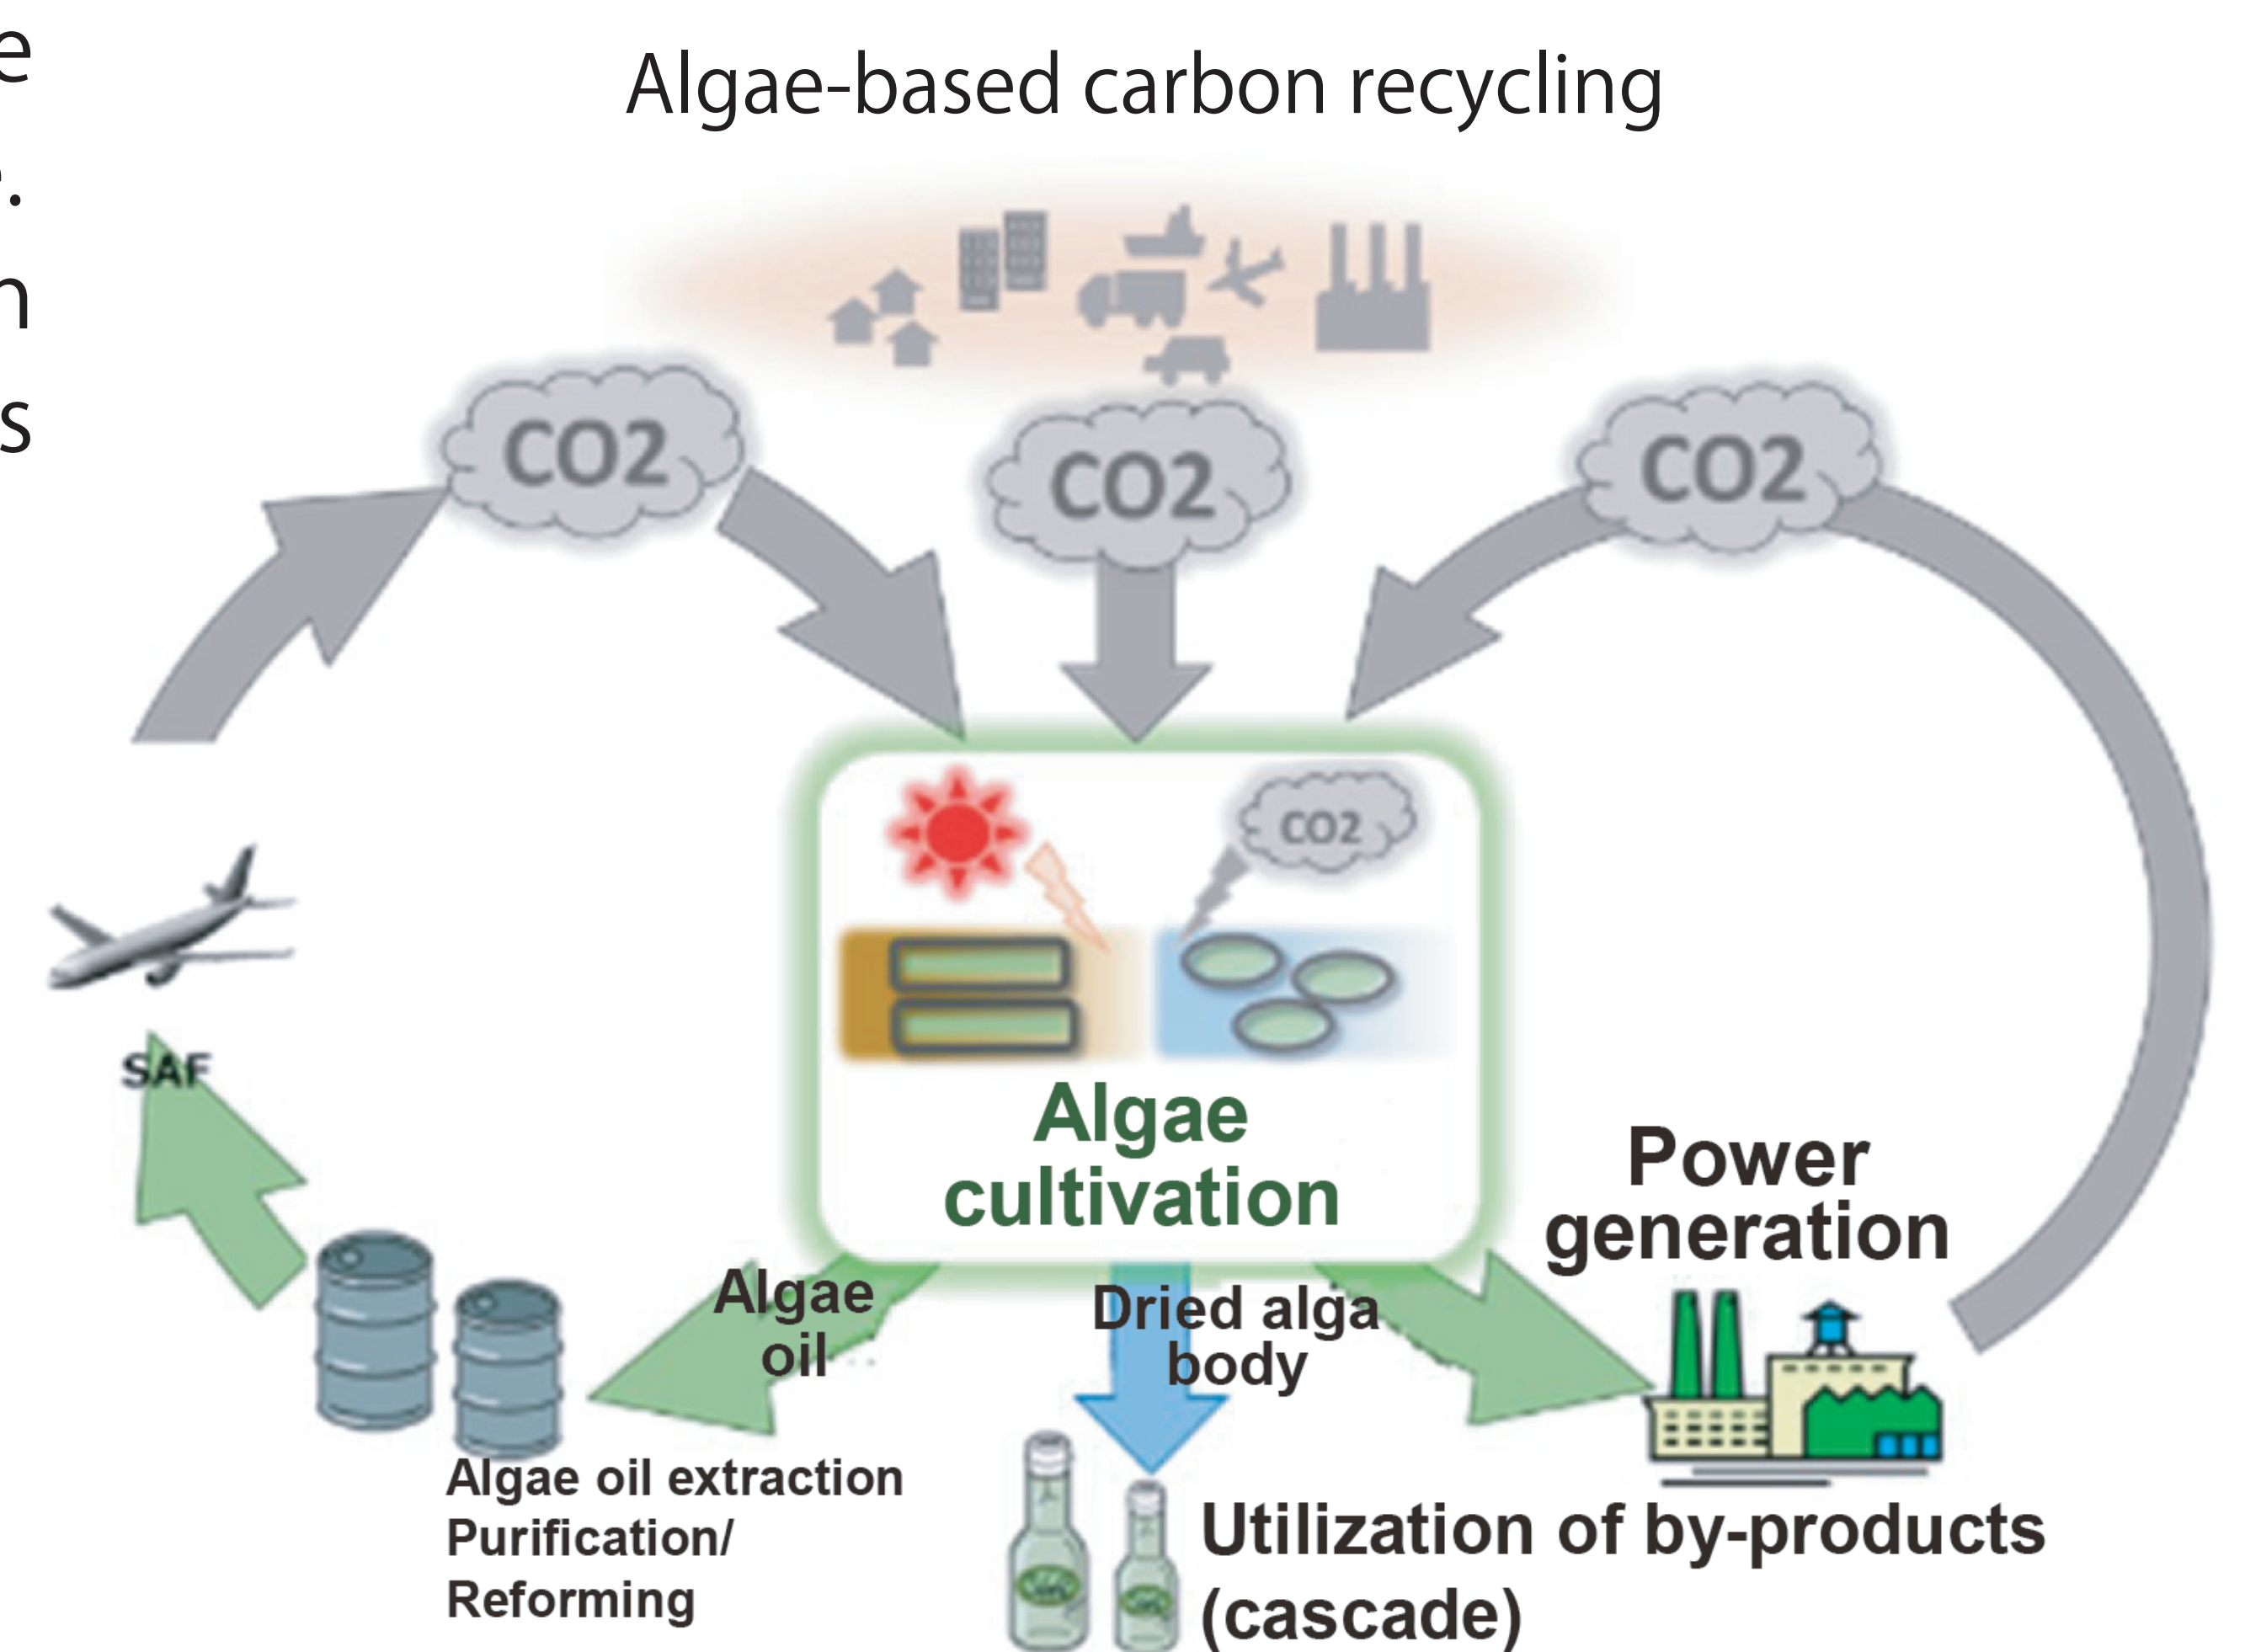 e
.
n
s
Algae-based carbon recycling
CO2
CO2
CO2
CO2
SAF
Algae
cultivation
Power
generation
Algae
oil
Dried alga
body
Algae oil extraction
Purification/
Reforming
Utilization of by-products
(cascade)